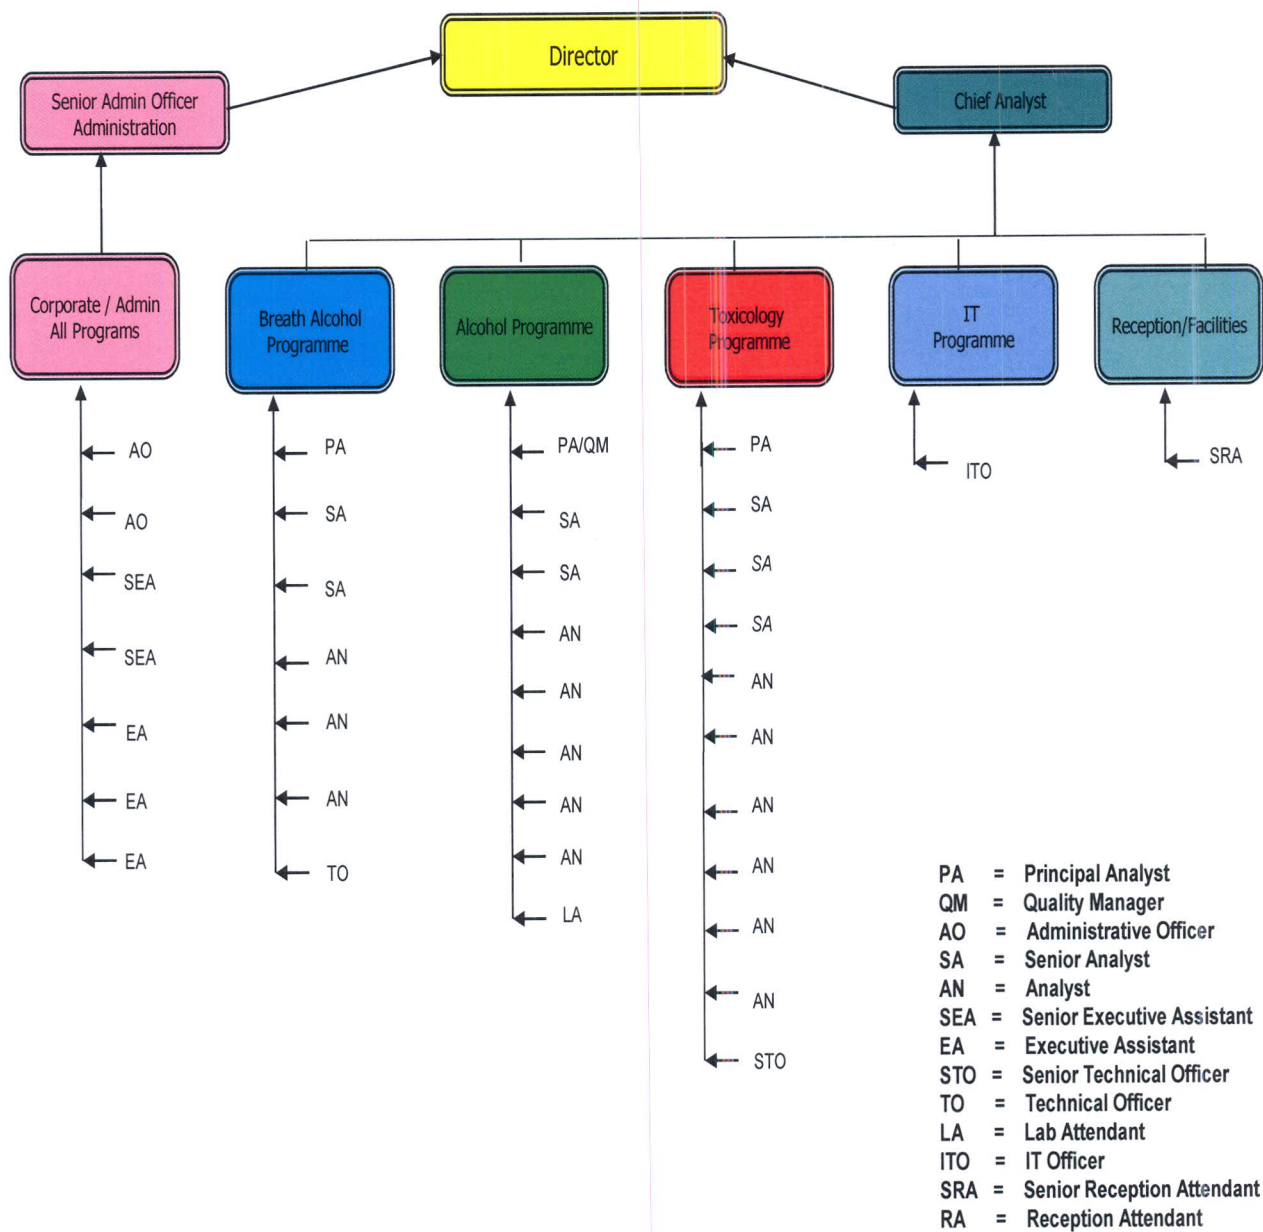 Director
Senior Admin Officer
Administration
Chief Analyst
Corporate / Admin
All Programs
Breath Alcohol
Programme
Alcohol Programme
Toxicology
Programme
IT
Programme
Reception/Facilities
AO
AO
SEA
SEA
EA
EA
EA
PA
SA
SA
AN
AN
AN
TO
PA/QM
SA
SA
AN
AN
AN
AN
AN
LA
PA
SA
SA
SA
AN
AN
AN
AN
AN
AN
STO
ITO
SRA
PA = Principal Analyst
QM = Quality Manager
AO = Administrative Officer
SA = Senior Analyst
AN = Analyst
SEA = Senior Executive Assistant
EA = Executive Assistant
STO = Senior Technical Officer
TO = Technical Officer
LA = Lab Attendant
ITO = IT Officer
SRA = Senior Reception Attendant
RA = Reception Attendant